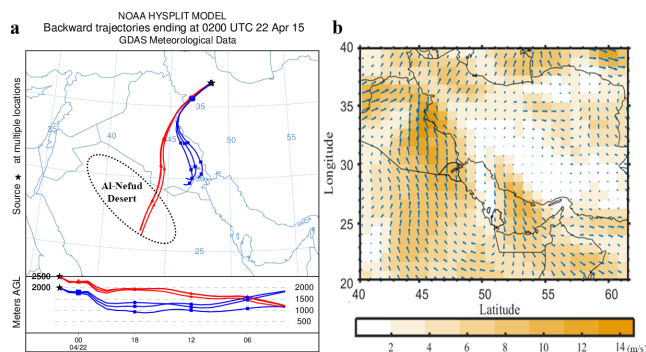 a
NOAA HYSPLIT MODEL
Backward trajectories ending at 0200 UTC 22 Apr 15
GDAS Meteorological Data
Source ★ at multiple locations
35
40
45
50
55
30
25
Al-Nefud
Desert
Meters AGL
2500
2000
2000
1500
1000
500
00
18
12
06
04/22
b
Longitude
40
35
30
25
20
40
45
50
55
60
Latitude
2
4
6
8
10
12
14 (m/s)